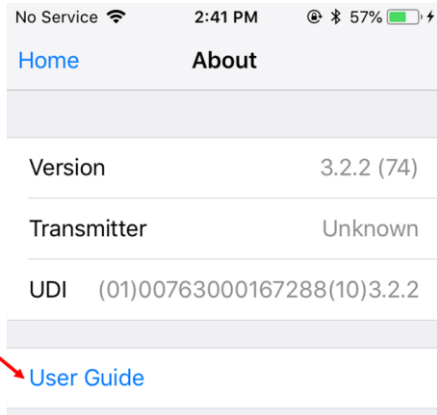 No Service 2:41 PM 57%
Home About
Version 3.2.2 (74)
Transmitter Unknown
UDI (01)00763000167288(10)3.2.2
User Guide